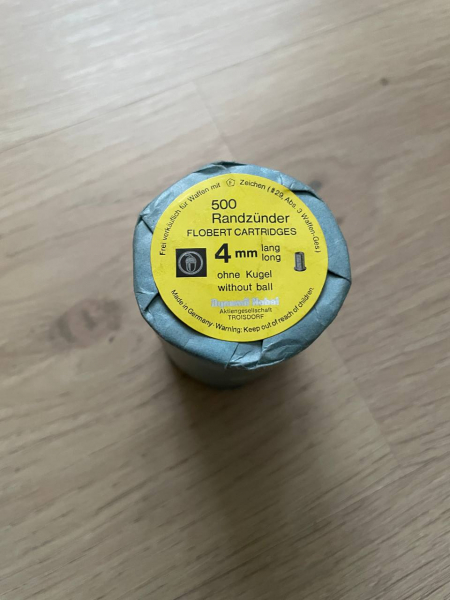 Frei verkäuflich für Waffen mit F Zeichen (§ 29, Abs. 3 Waffen Ges)
500
Randzünder
FLOBERT CARTRIDGES
4 mm lang
long
ohne Kugel
without ball
Dynamit Nobel
Aktiengesellschaft
TROISDORF
Made in Germany · Warning: Keep out of reach of children